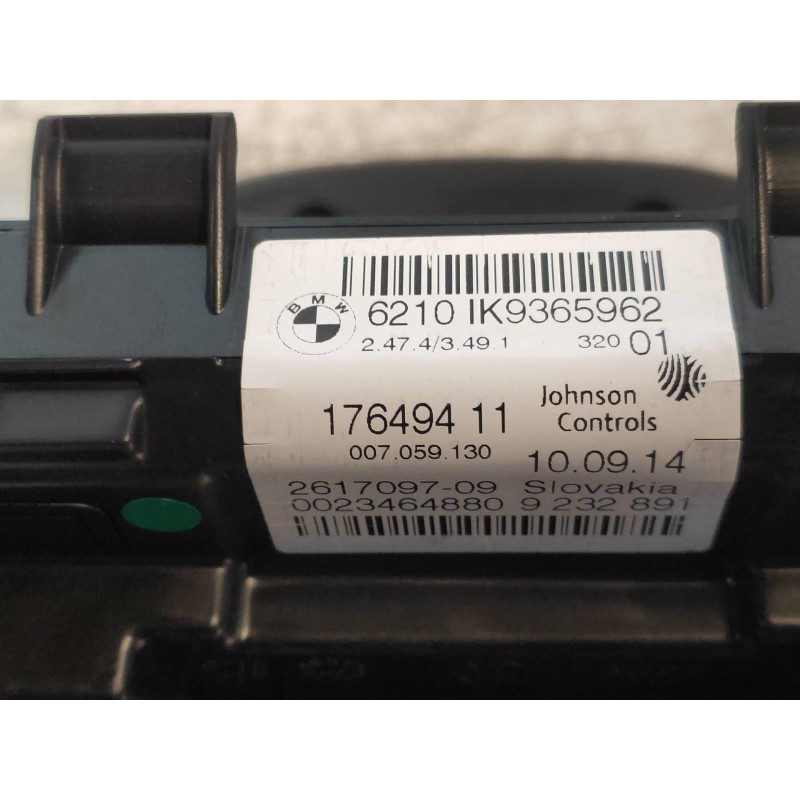 BMW
6210 IK9365962
2.47.4/3.49.1 320 01
Johnson
Controls
176494 11
007.059.130
10.09.14
2617097-09 Slovakia
0023464880 9 232 891